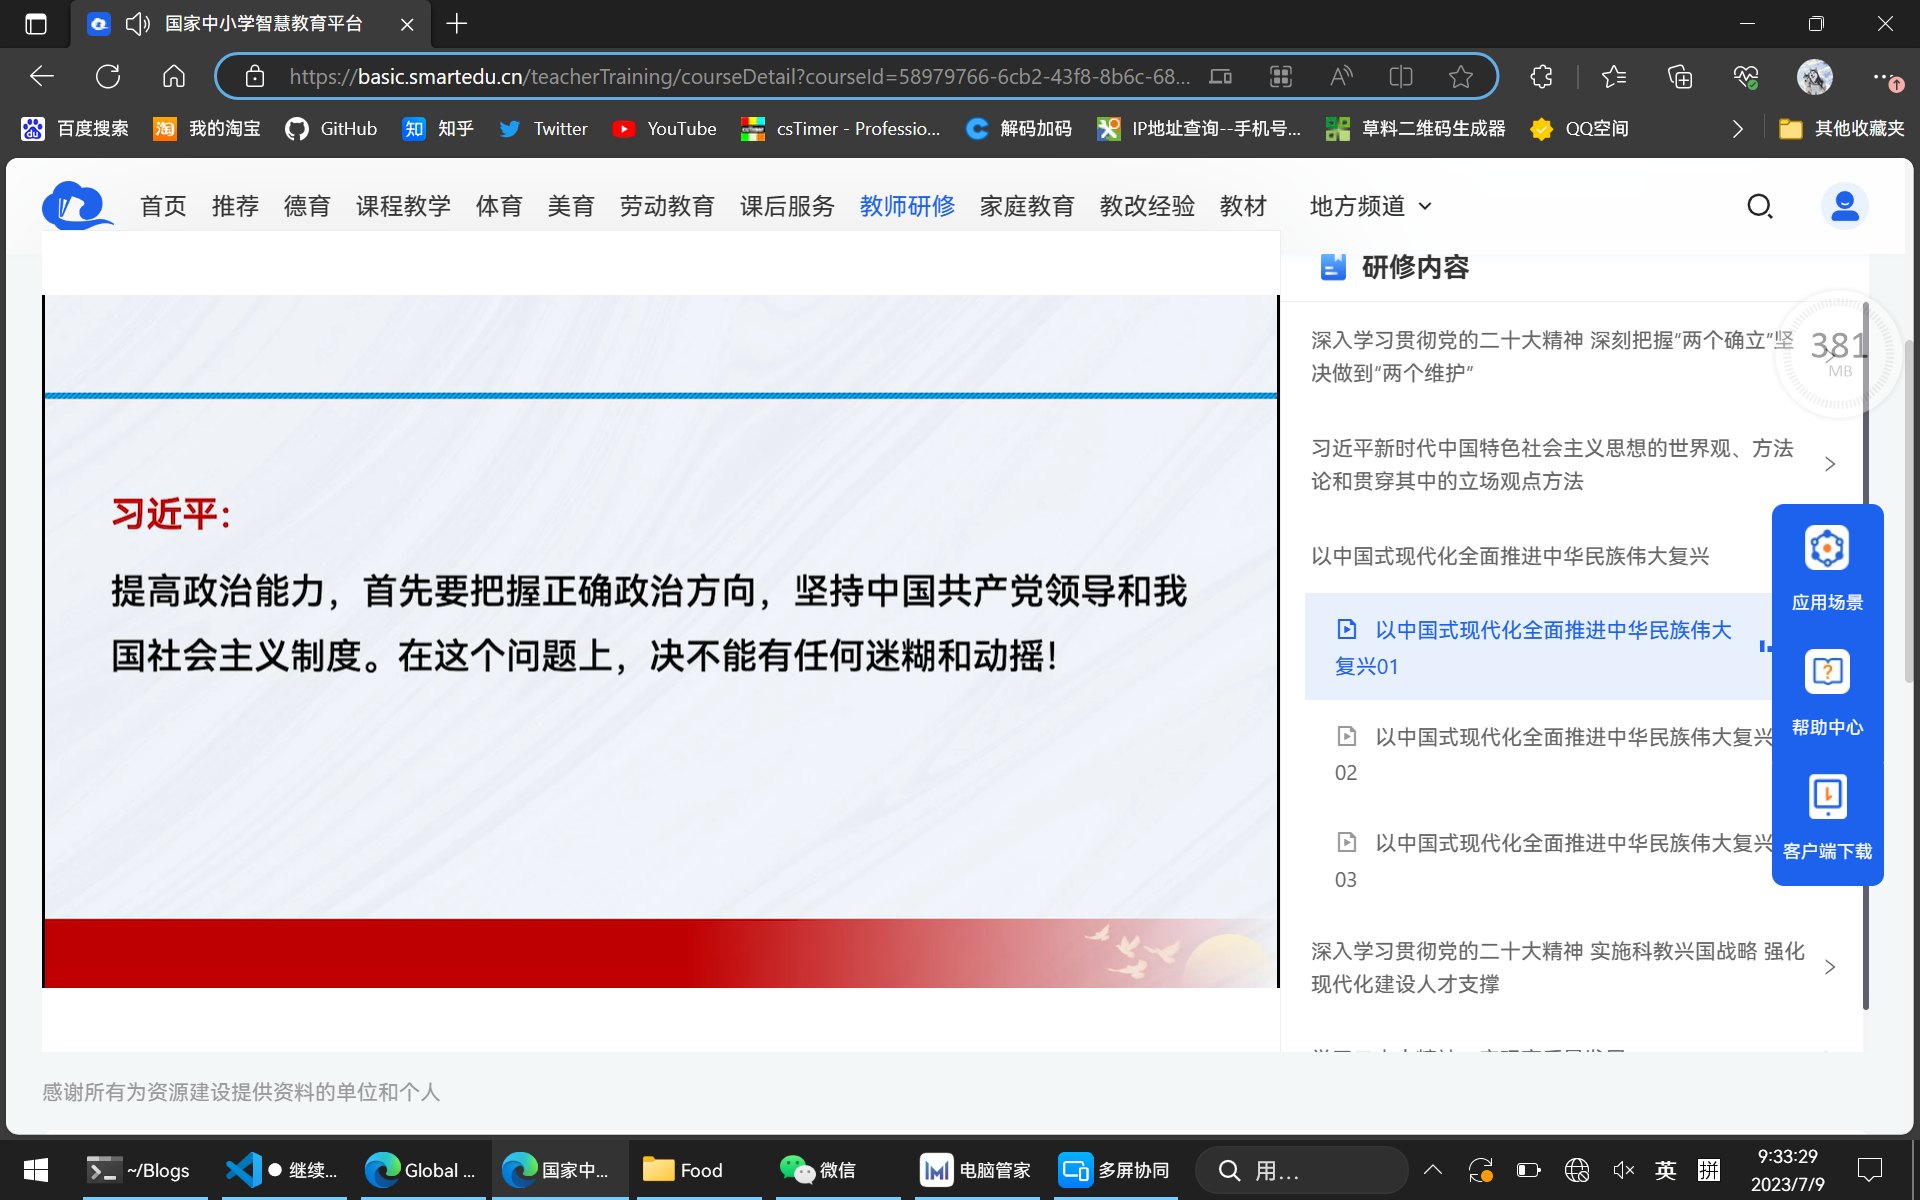 国家中小学智慧教育平台
https://basic.smartedu.cn/teacherTraining/courseDetail?courseId=58979766-6cb2-43f8-8b6c-68...
百度搜索 我的淘宝 GitHub 知乎 Twitter YouTube csTimer - Professio... 解码加码 IP地址查询--手机号... 草料二维码生成器 QQ空间 其他收藏夹
首页 推荐 德育 课程教学 体育 美育 劳动教育 课后服务 教师研修 家庭教育 教改经验 教材 地方频道
研修内容
381
MB
深入学习贯彻党的二十大精神 深刻把握“两个确立”坚
决做到“两个维护”
习近平新时代中国特色社会主义思想的世界观、方法
论和贯穿其中的立场观点方法
以中国式现代化全面推进中华民族伟大复兴
以中国式现代化全面推进中华民族伟大
复兴01
以中国式现代化全面推进中华民族伟大复兴
02
以中国式现代化全面推进中华民族伟大复兴
03
深入学习贯彻党的二十大精神 实施科教兴国战略 强化
现代化建设人才支撑
应用场景
帮助中心
客户端下载
习近平：
提高政治能力，首先要把握正确政治方向，坚持中国共产党领导和我
国社会主义制度。在这个问题上，决不能有任何迷糊和动摇！
感谢所有为资源建设提供资料的单位和个人
~/Blogs 继续... Global ... 国家中... Food 微信 电脑管家 多屏协同 用... 英 拼
9:33:29
2023/7/9